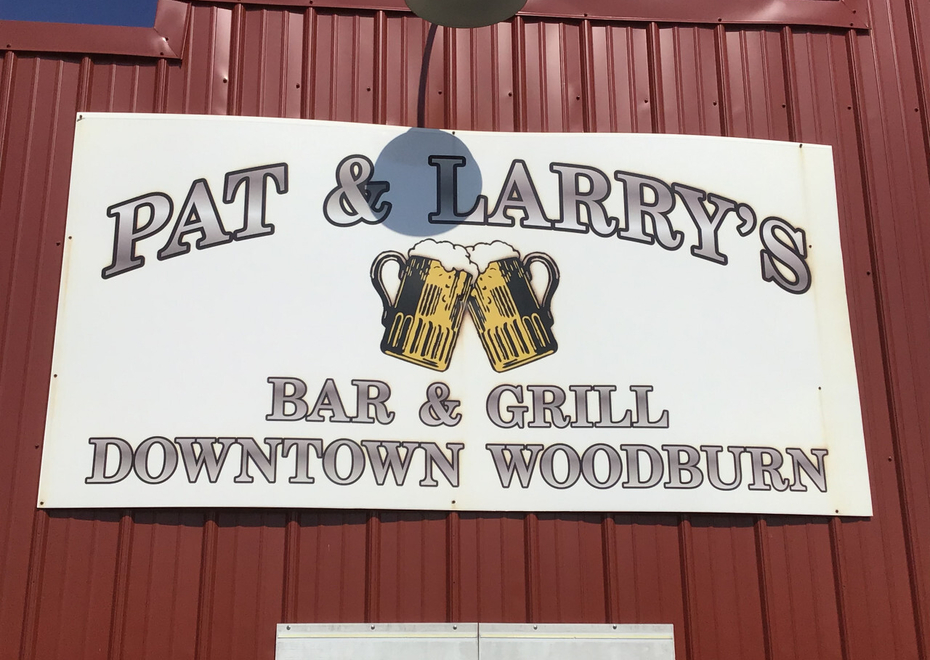 PAT & LARRY'S
BAR & GRILL
DOWNTOWN WOODBURN